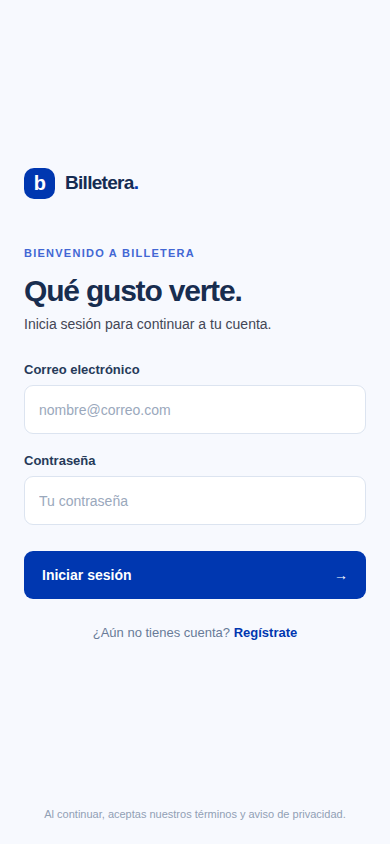 b Billetera.
BIENVENIDO A BILLETERA
Qué gusto verte.
Inicia sesión para continuar a tu cuenta.
Correo electrónico
nombre@correo.com
Contraseña
Tu contraseña
Iniciar sesión →
¿Aún no tienes cuenta? Regístrate
Al continuar, aceptas nuestros términos y aviso de privacidad.